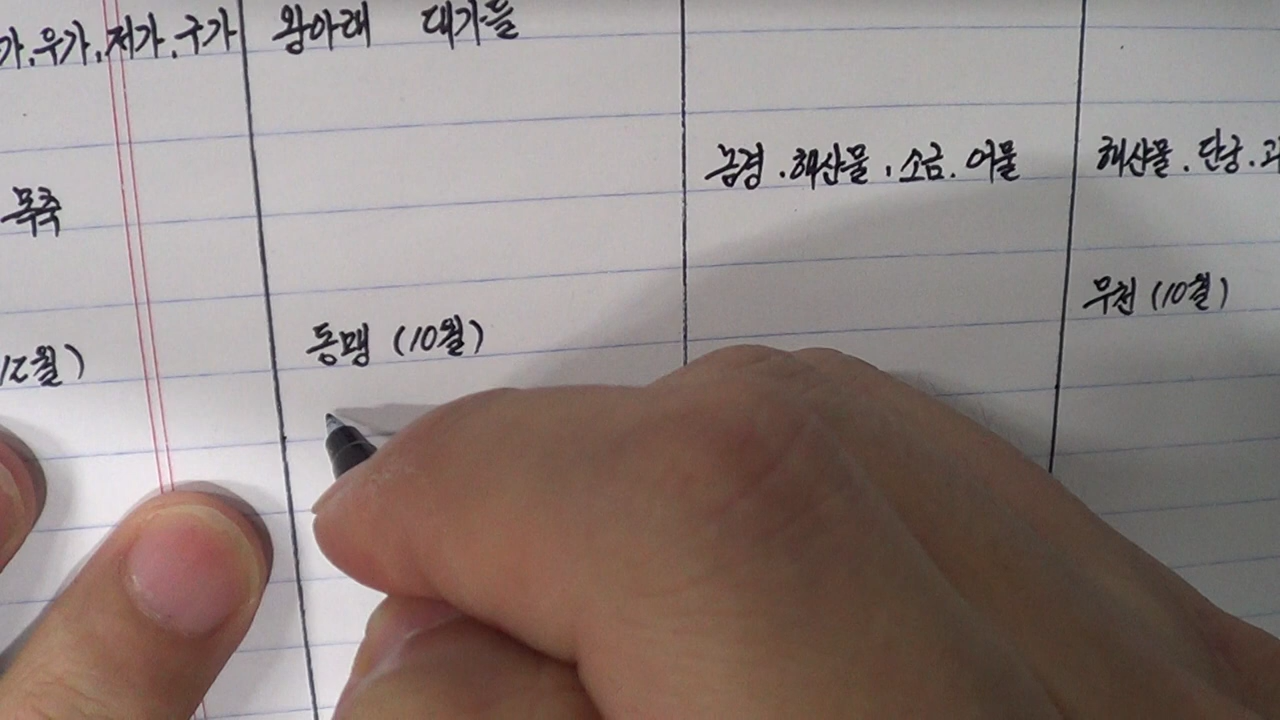 가.우가.저가.구가 왕아래 대가들
농경.해산물.소금.어물 해산물.단궁.과
목축
무천(10월)
동맹(10월)
12월)